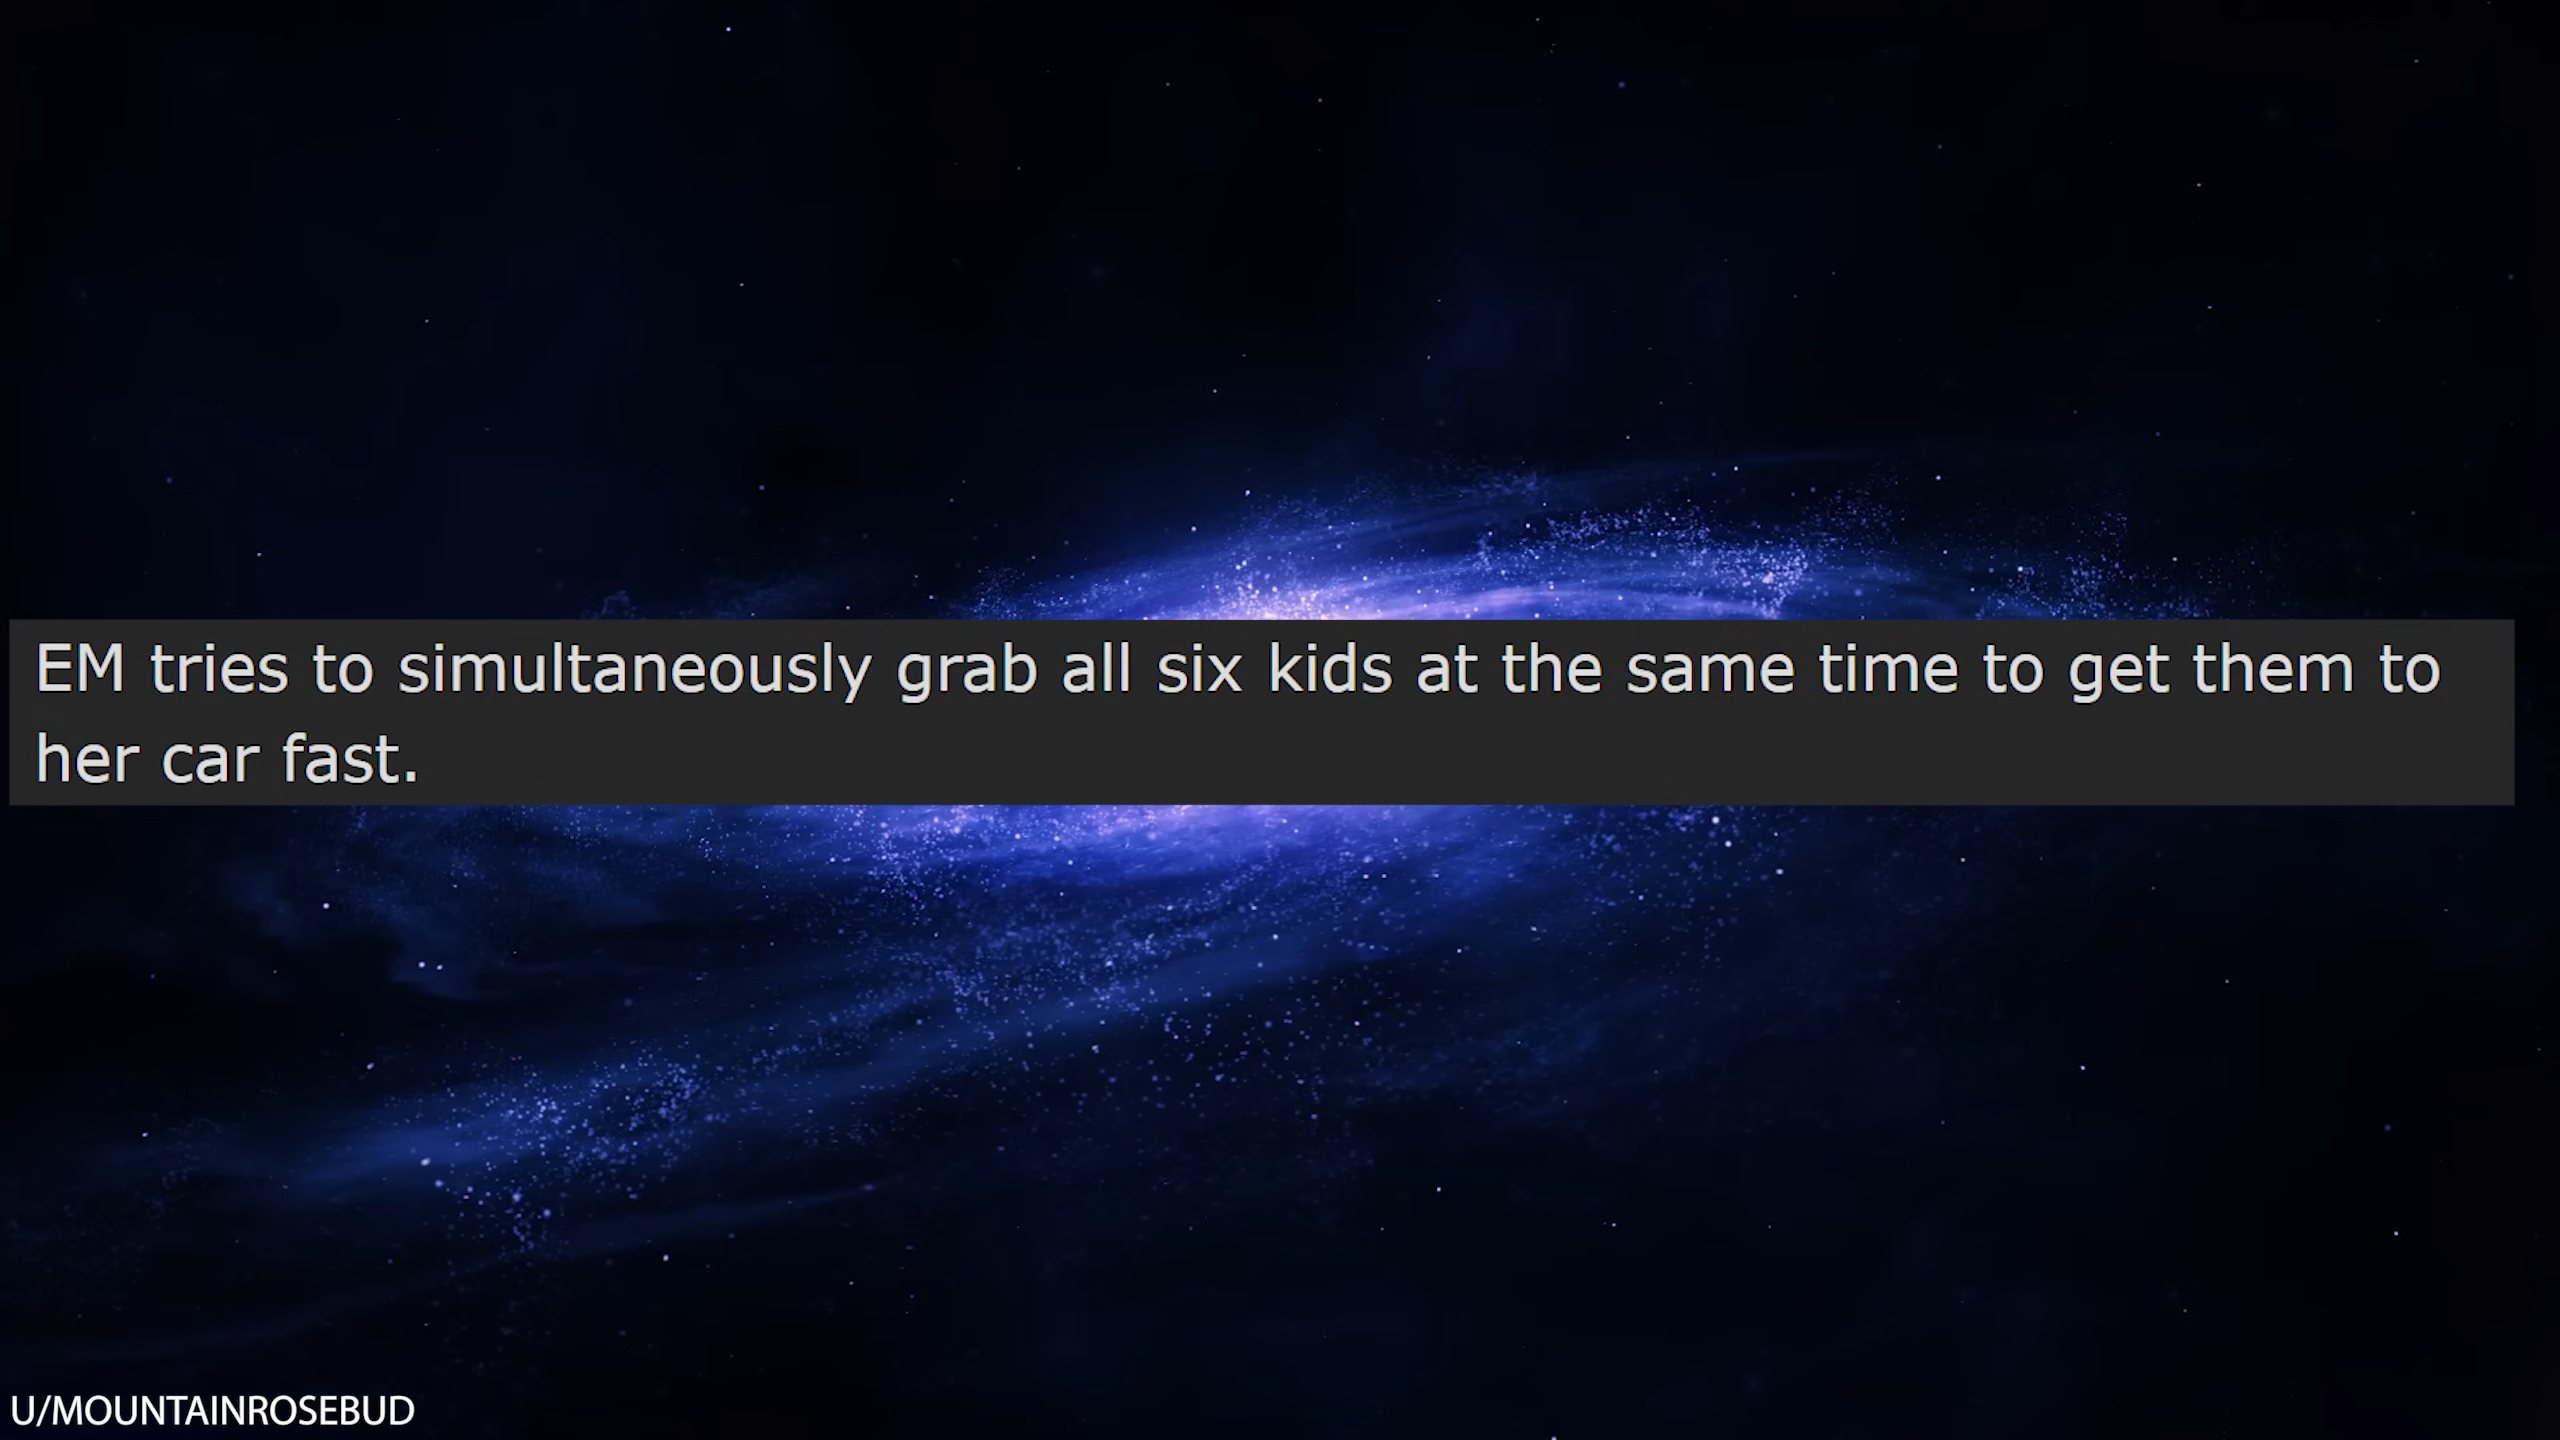 EM tries to simultaneously grab all six kids at the same time to get them to
her car fast.
U/MOUNTAINROSEBUD